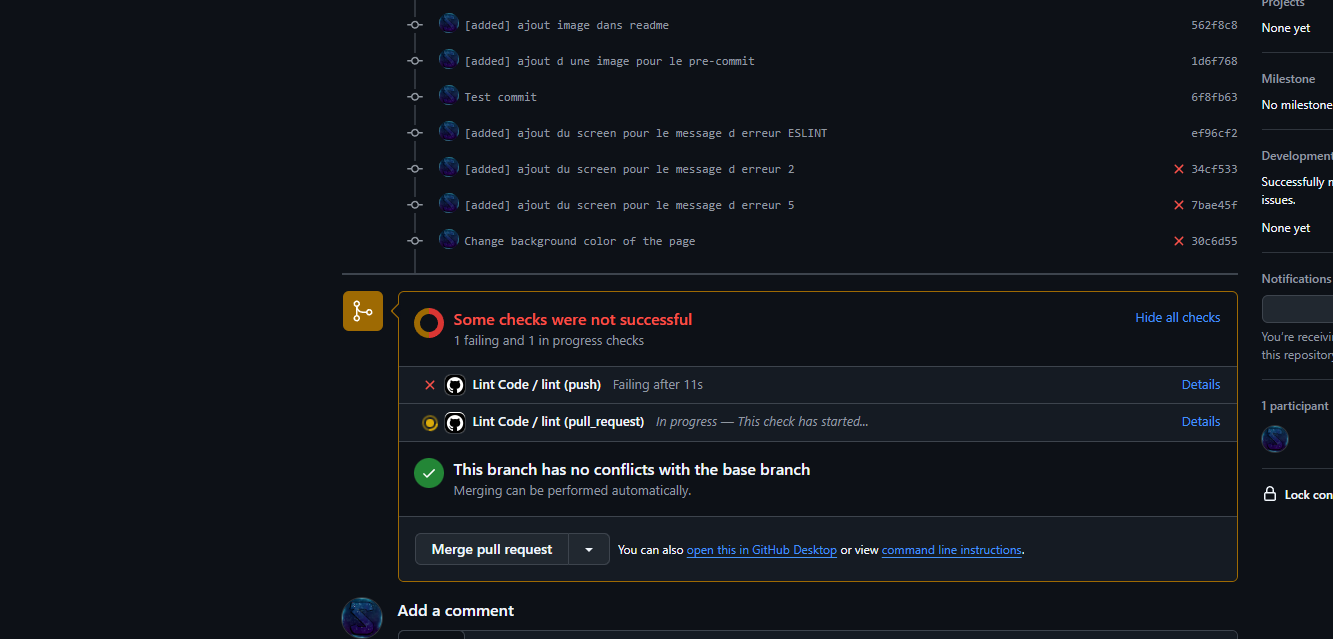 Projects
[added] ajout image dans readme 562f8c8
None yet
[added] ajout d une image pour le pre-commit 1d6f768
Milestone
Test commit 6f8fb63
No milestone
[added] ajout du screen pour le message d erreur ESLINT ef96cf2
Development
[added] ajout du screen pour le message d erreur 2 34cf533
Successfully
issues.
[added] ajout du screen pour le message d erreur 5 7bae45f
None yet
Change background color of the page 30c6d55
Notifications
Some checks were not successful
Hide all checks
1 failing and 1 in progress checks
You're
this repository
Lint Code / lint (push) Failing after 11s Details
1 participant
Lint Code / lint (pull_request) In progress — This check has started... Details
This branch has no conflicts with the base branch
Merging can be performed automatically.
Lock
Merge pull request
You can also open this in GitHub Desktop or view command line instructions.
Add a comment